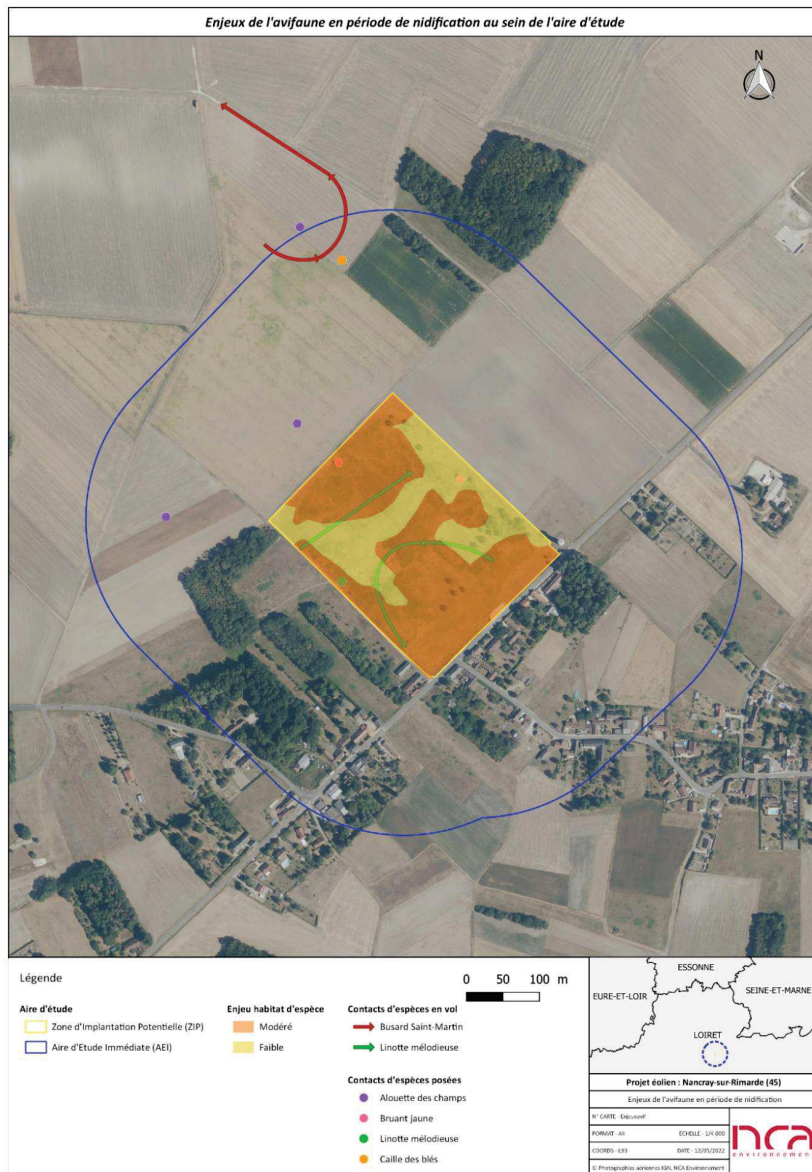 Enjeux de l'avifaune en période de nidification au sein de l'aire d'étude
N
Légende
0 50 100 m
Aire d'étude
Zone d'Implantation Potentielle (ZIP)
Aire d'Etude Immédiate (AEI)
Enjeu habitat d'espèce
Modéré
Faible
Contacts d'espèces en vol
Busard Saint-Martin
Linotte mélodieuse
Contacts d'espèces posées
Alouette des champs
Bruant jaune
Linotte mélodieuse
Caille des blés
ESSONNE
EURE-ET-LOIR
SEINE-ET-MARNE
LOIRET
Projet éolien : Nancray-sur-Rimarde (45)
Enjeux de l'avifaune en période de nidification
N° CARTE : Enjeuxavif
FORMAT : A4
ECHELLE : 1/4 000
COORDS : L93
DATE : 12/05/2022
nca
environnement
© Photographies aériennes IGN, NCA Environnement